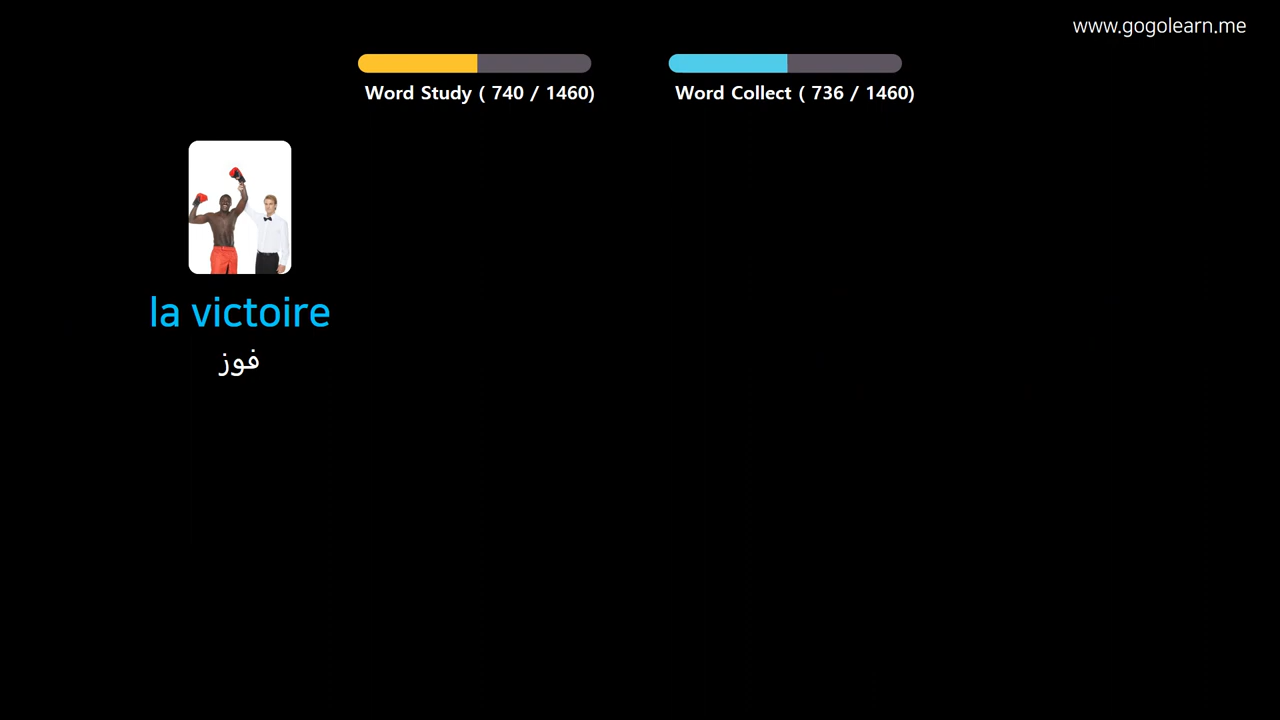 www.gogolearn.me
Word Study ( 740 / 1460)
Word Collect ( 736 / 1460)
la victoire
فوز